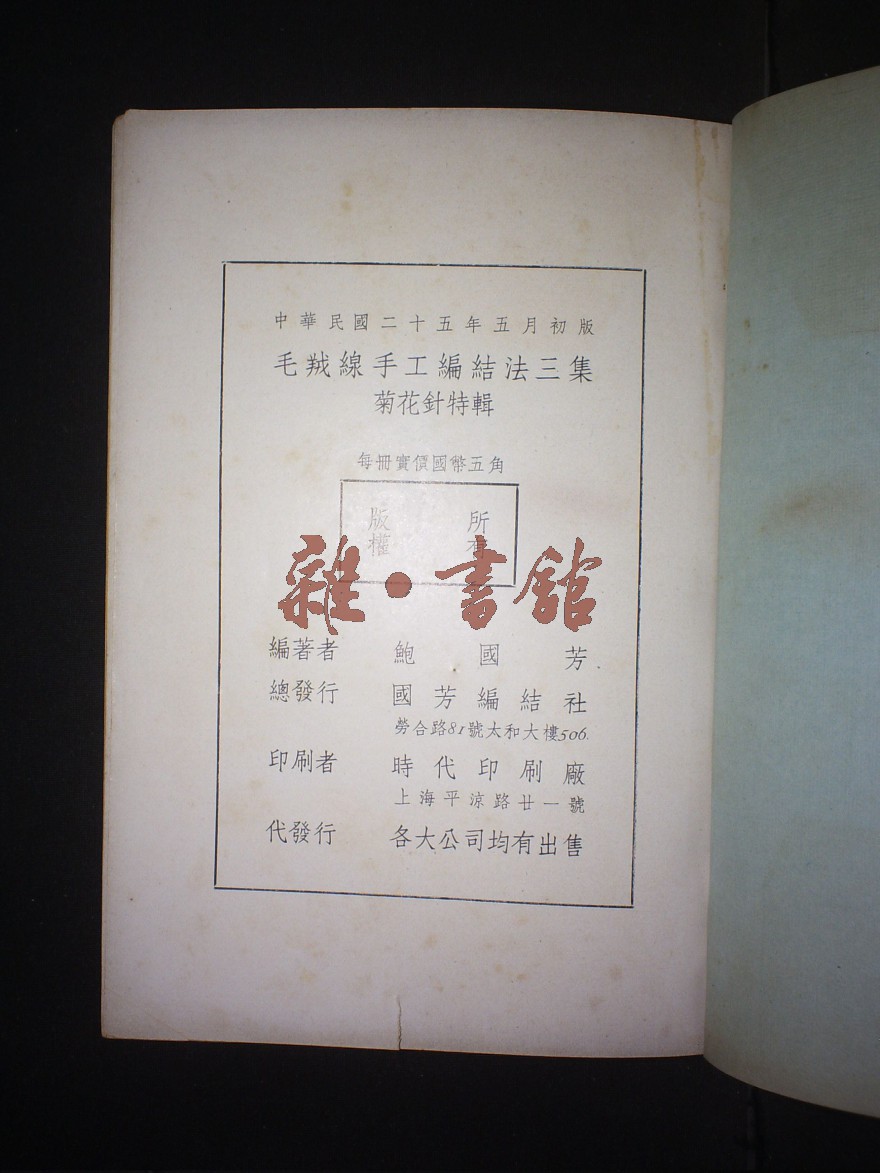 中華民國二十五年五月初版
毛羢線手工編結法三集
菊花針特輯
每冊實價國幣五角
版權
所有
雜·書館
編著者 鮑國芳
總發行 國芳編結社
勞合路81號太和大樓506.
印刷者 時代印刷廠
上海平涼路廿一號
代發行 各大公司均有出售